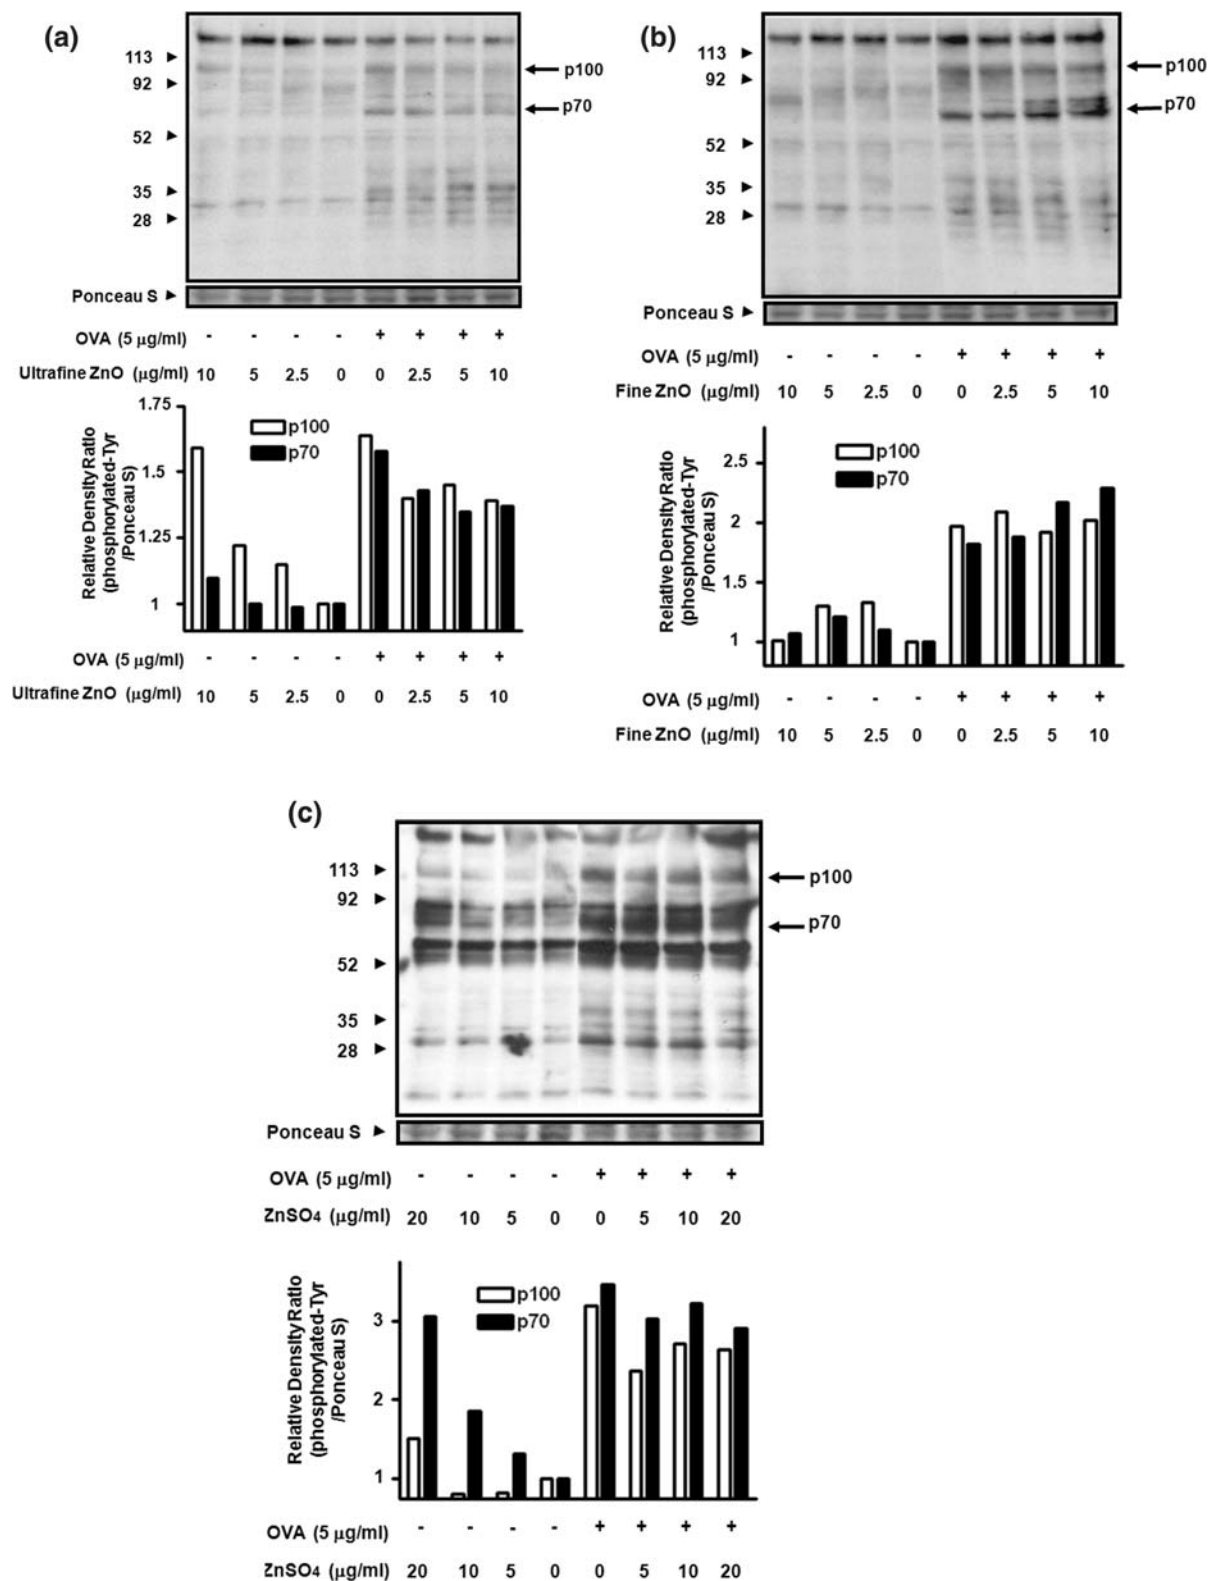 (a)
113
92
52
35
28
p100
p70
Ponceau S
OVA (5 µg/ml) - - - - + + + +
Ultrafine ZnO (µg/ml) 10 5 2.5 0 0 2.5 5 10
Relative Density Ratio
(phosphorylated-Tyr
/Ponceau S)
1.75
1.5
1.25
1
p100
p70
OVA (5 µg/ml) - - - - + + + +
Ultrafine ZnO (µg/ml) 10 5 2.5 0 0 2.5 5 10
(b)
113
92
52
35
28
p100
p70
Ponceau S
OVA (5 µg/ml) - - - - + + + +
Fine ZnO (µg/ml) 10 5 2.5 0 0 2.5 5 10
Relative Density Ratio
(phosphorylated-Tyr
/Ponceau S)
2.5
2
1.5
1
p100
p70
OVA (5 µg/ml) - - - - + + + +
Fine ZnO (µg/ml) 10 5 2.5 0 0 2.5 5 10
(c)
113
92
52
35
28
p100
p70
Ponceau S
OVA (5 µg/ml) - - - - + + + +
ZnSO4 (µg/ml) 20 10 5 0 0 5 10 20
Relative Density Ratio
(phosphorylated-Tyr
/Ponceau S)
3
2
1
p100
p70
OVA (5 µg/ml) - - - - + + + +
ZnSO4 (µg/ml) 20 10 5 0 0 5 10 20